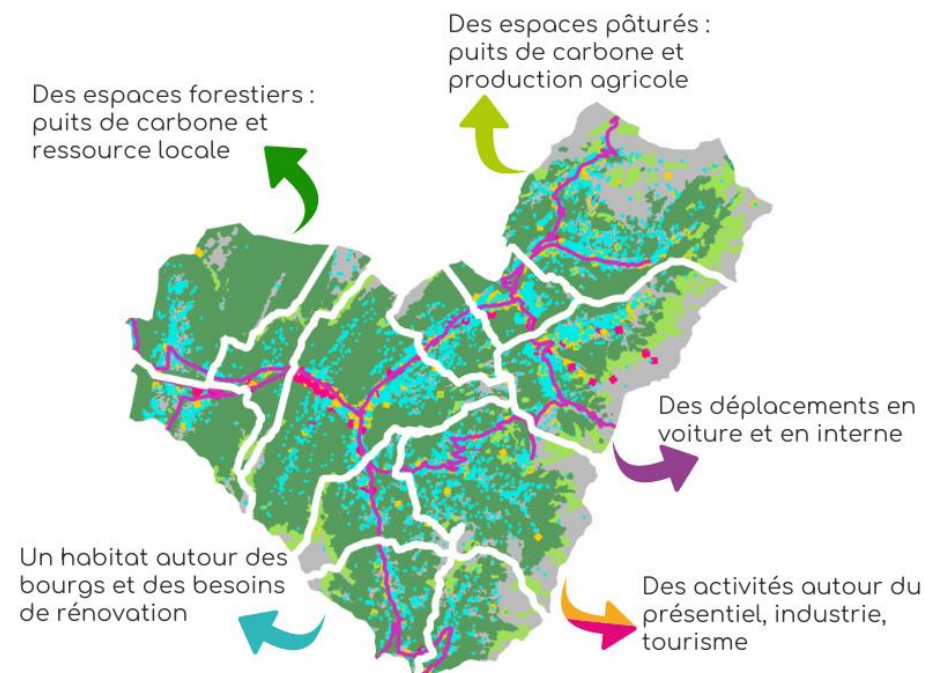 Des espaces pâturés :
puits de carbone et
production agricole
Des espaces forestiers :
puits de carbone et
ressource locale
Des déplacements en
voiture et en interne
Un habitat autour des
bourgs et des besoins
de rénovation
Des activités autour du
présentiel, industrie,
tourisme